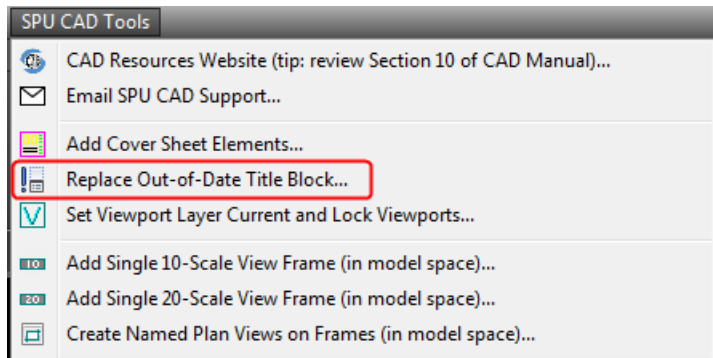 SPU CAD Tools
CAD Resources Website (tip: review Section 10 of CAD Manual)...
Email SPU CAD Support...
Add Cover Sheet Elements...
Replace Out-of-Date Title Block...
Set Viewport Layer Current and Lock Viewports...
10 Add Single 10-Scale View Frame (in model space)...
20 Add Single 20-Scale View Frame (in model space)...
Create Named Plan Views on Frames (in model space)...